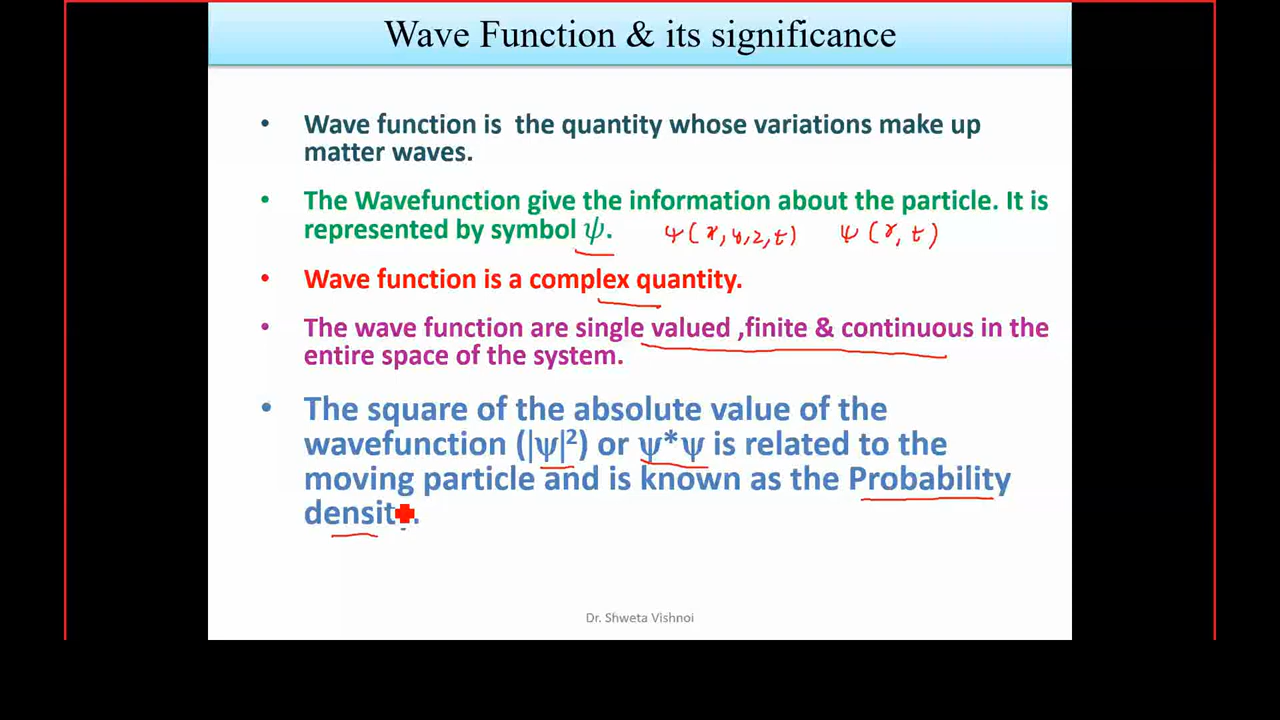 Wave Function & its significance
• Wave function is the quantity whose variations make up
matter waves.
• The Wavefunction give the information about the particle. It is
represented by symbol ψ. ψ(x,y,z,t) ψ(r,t)
• Wave function is a complex quantity.
• The wave function are single valued ,finite & continuous in the
entire space of the system.
• The square of the absolute value of the
wavefunction (|ψ|²) or ψ*ψ is related to the
moving particle and is known as the Probability
density.
Dr. Shweta Vishnoi